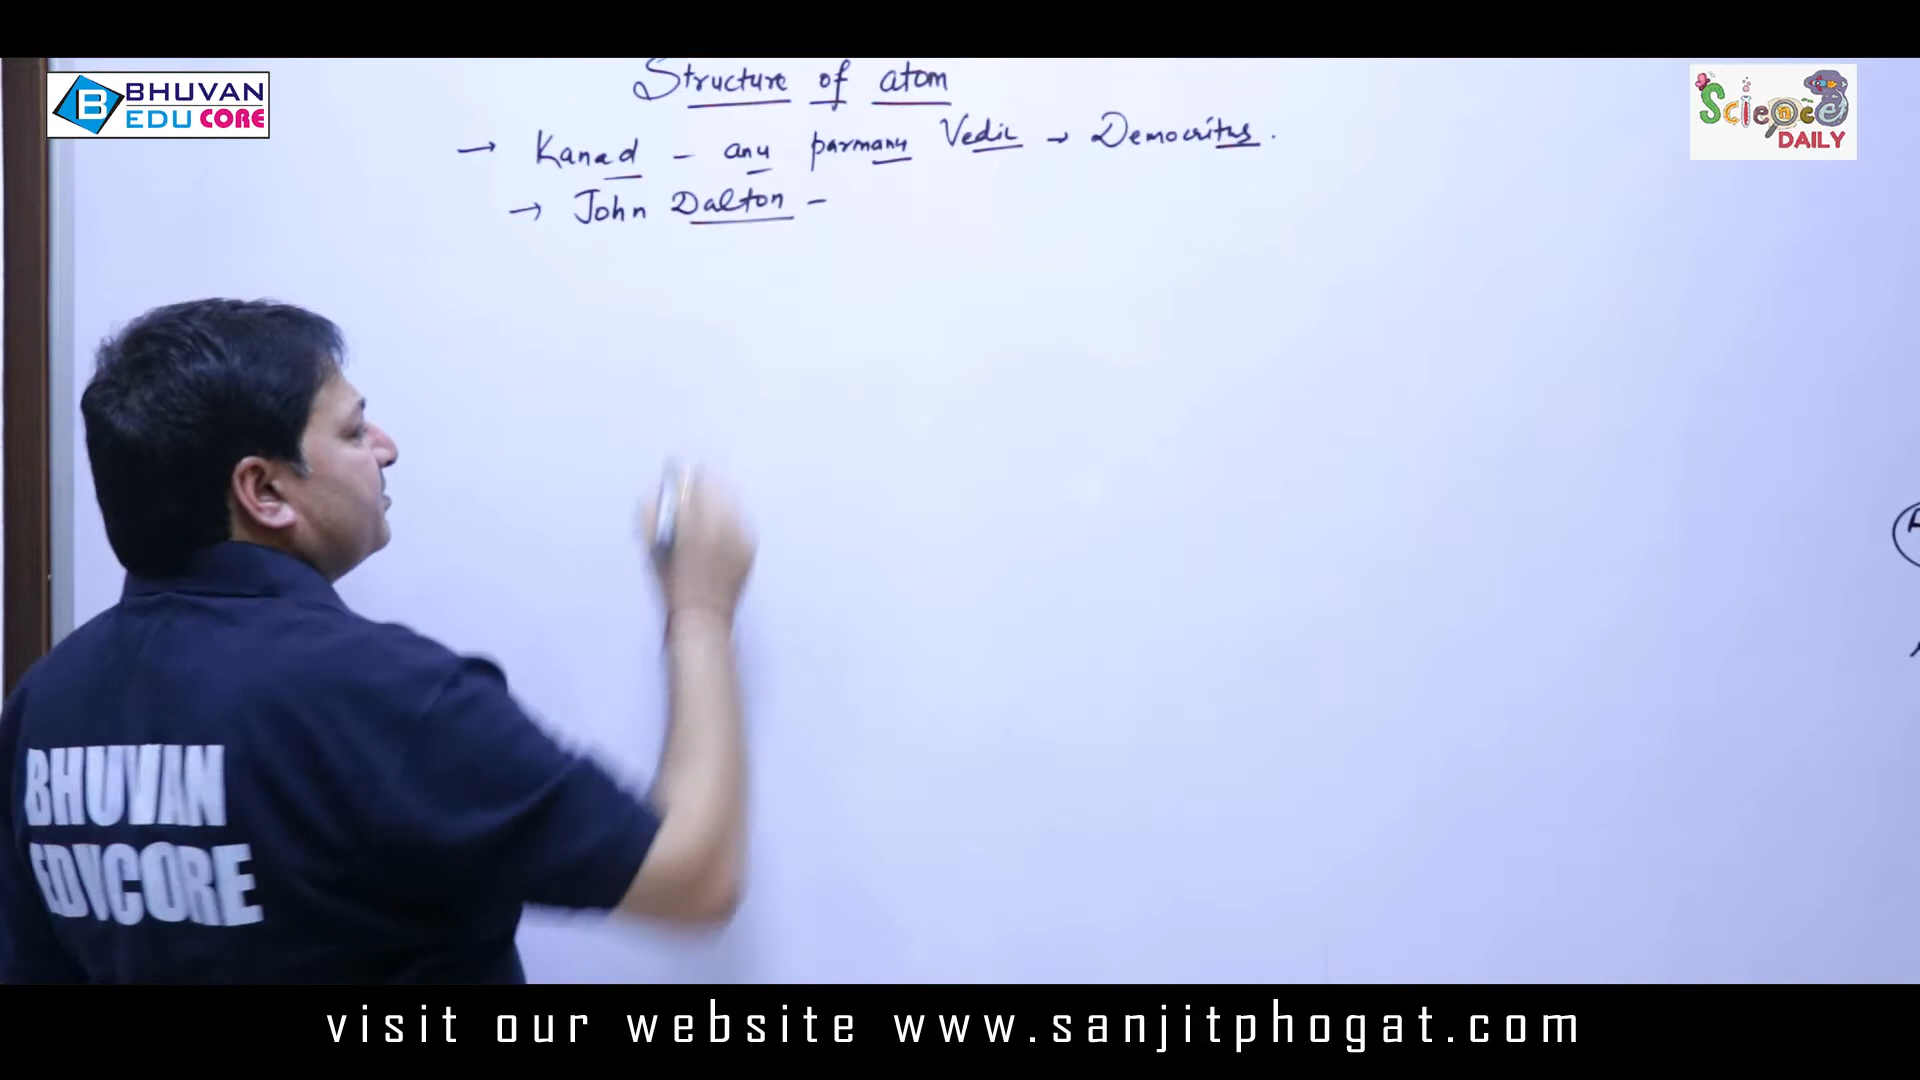 BHUVAN
EDU CORE
Science
DAILY
Structure of atom
→ Kanad - anu parmanu Vedic → Democritus.
→ John Dalton -
BHUVAN
EDUCORE
visit our website www.sanjitphogat.com